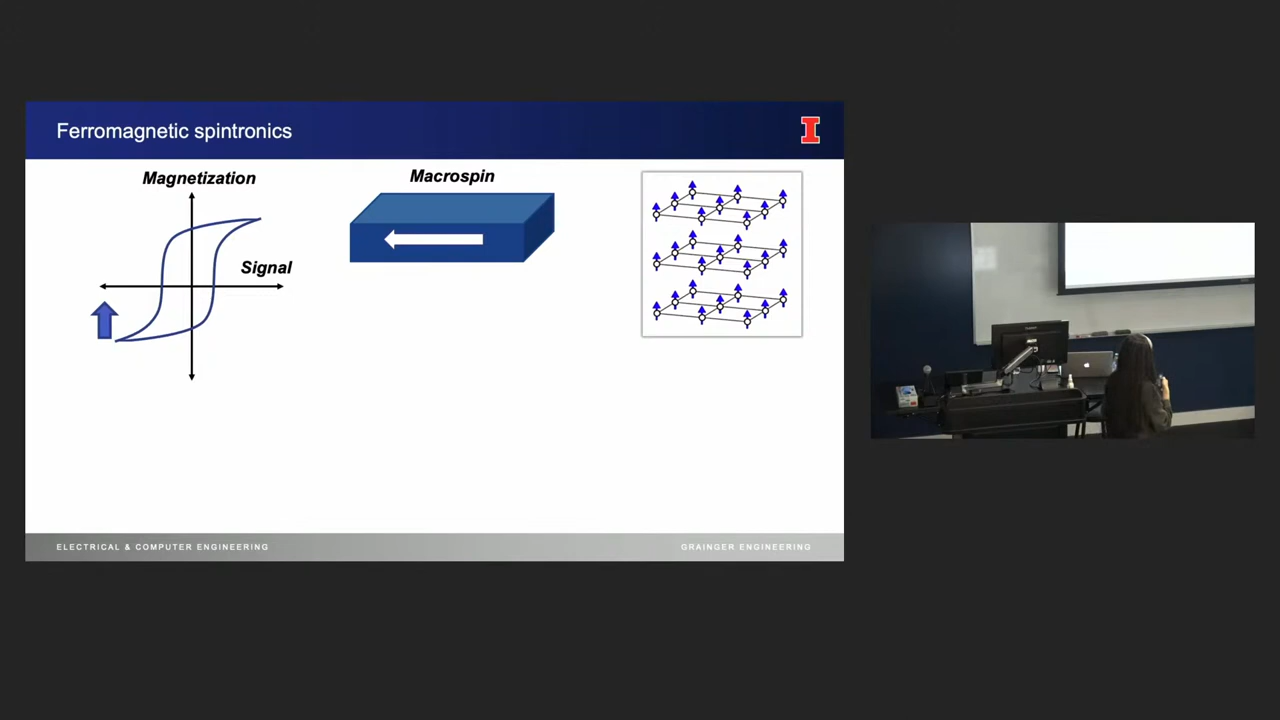 Ferromagnetic spintronics
I
Magnetization
Signal
Macrospin
ELECTRICAL & COMPUTER ENGINEERING
GRAINGER ENGINEERING